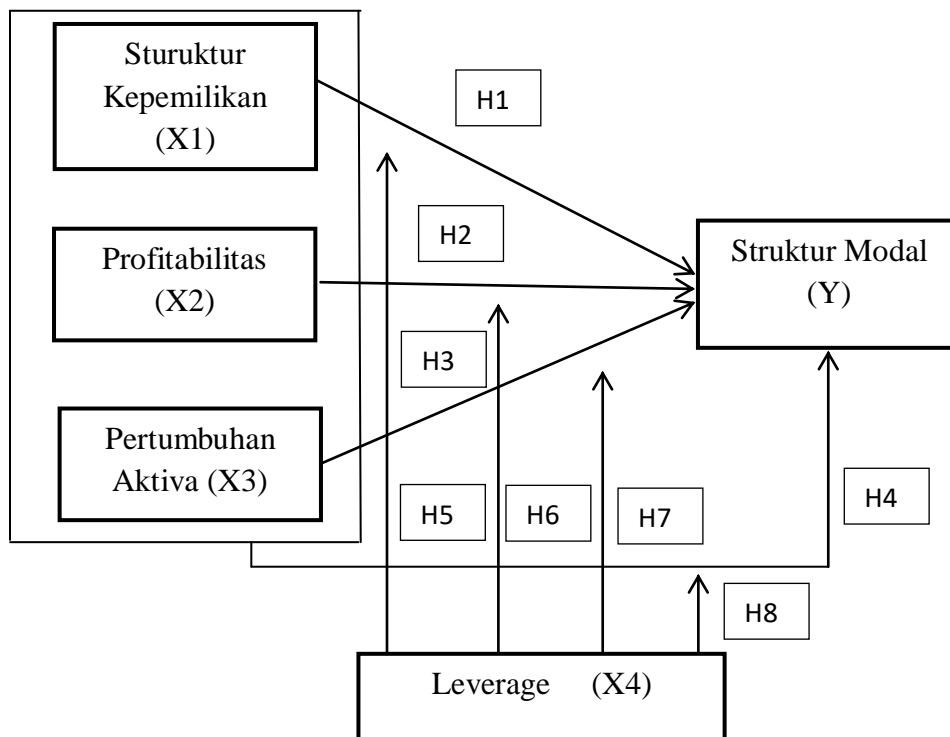 Sturuktur
Kepemilikan
(X1)
H1
H2
Profitabilitas
(X2)
Struktur Modal
(Y)
H3
Pertumbuhan
Aktiva (X3)
H5
H6
H7
H4
H8
Leverage (X4)